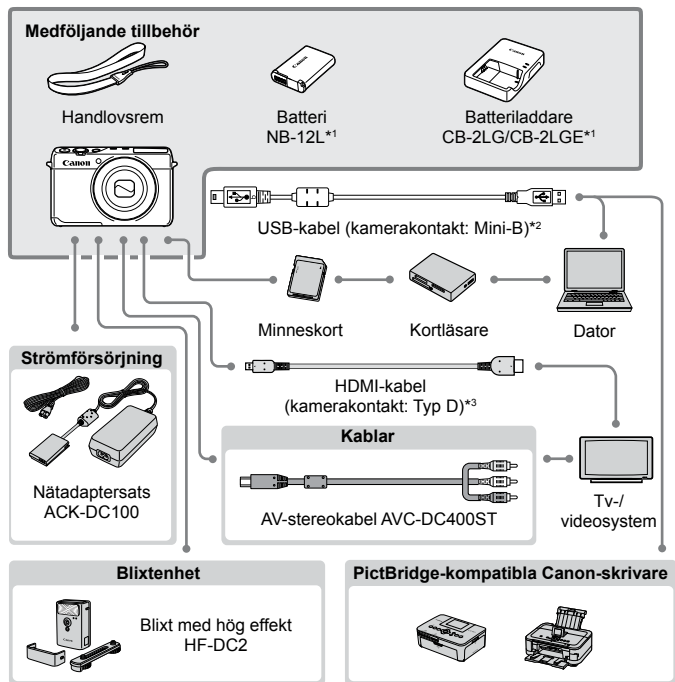 Medföljande tillbehör
Handlovsrem
Batteri
NB-12L*1
Batteriladdare
CB-2LG/CB-2LGE*1
Canon
USB-kabel (kamerakontakt: Mini-B)*2
Minneskort
Kortläsare
Dator
Strömförsörjning
Nätadaptersats
ACK-DC100
HDMI-kabel
(kamerakontakt: Typ D)*3
Kablar
AV-stereokabel AVC-DC400ST
Tv-/
videosystem
Blixtenhet
Blixt med hög effekt
HF-DC2
PictBridge-kompatibla Canon-skrivare